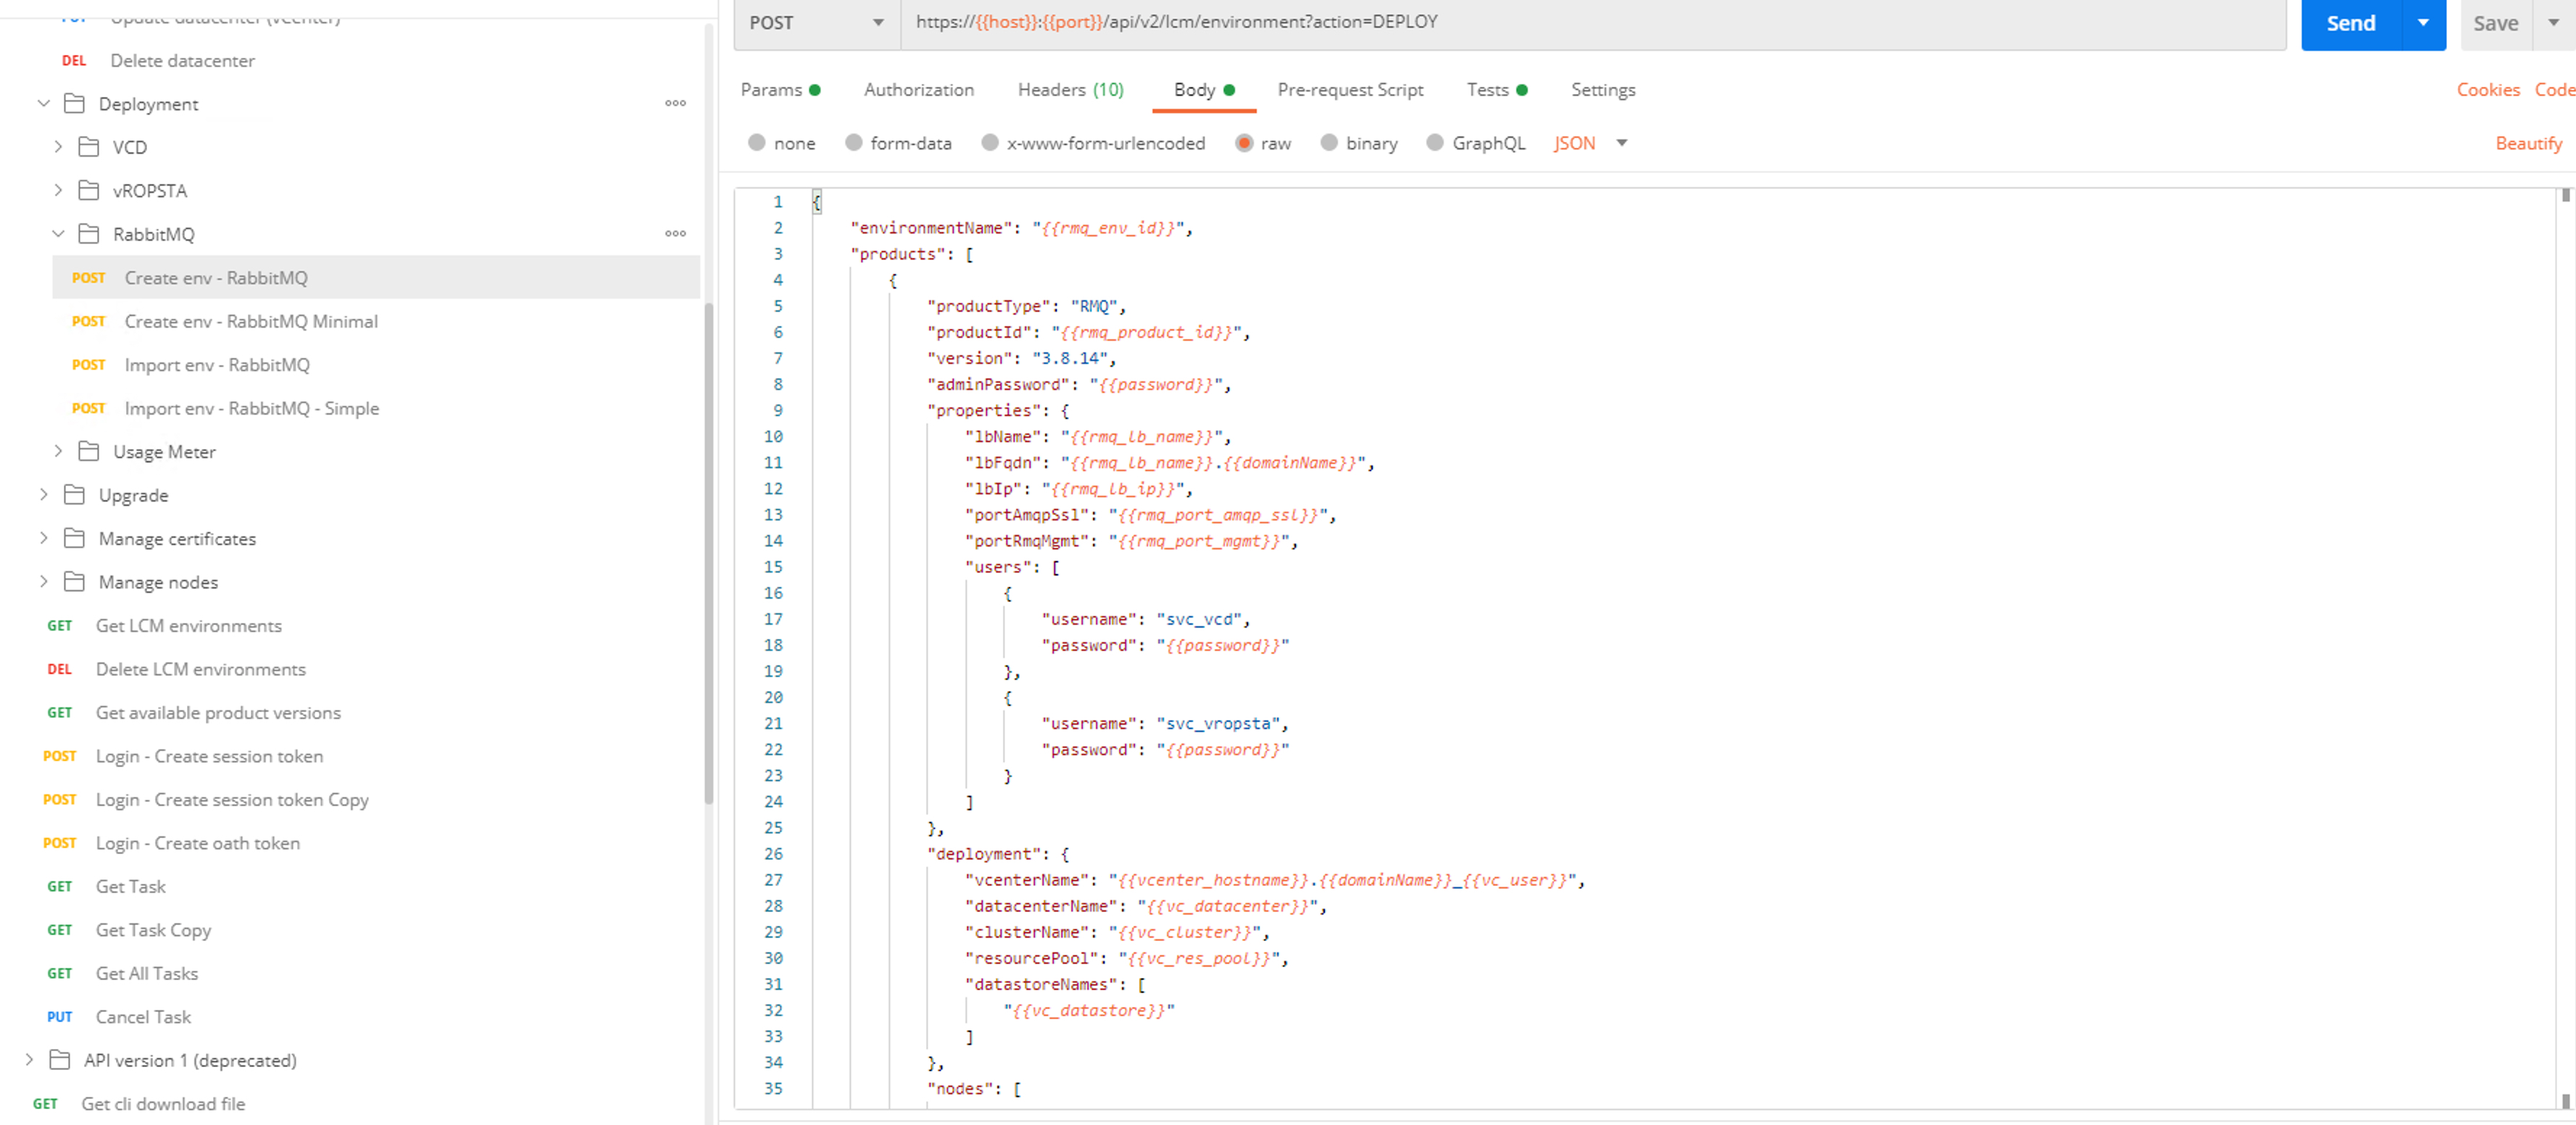 PUT Update datacenter (vCenter)
DEL Delete datacenter
Deployment
VCD
vROPSTA
RabbitMQ
POST Create env - RabbitMQ
POST Create env - RabbitMQ Minimal
POST Import env - RabbitMQ
POST Import env - RabbitMQ - Simple
Usage Meter
Upgrade
Manage certificates
Manage nodes
GET Get LCM environments
DEL Delete LCM environments
GET Get available product versions
POST Login - Create session token
POST Login - Create session token Copy
POST Login - Create oath token
GET Get Task
GET Get Task Copy
GET Get All Tasks
PUT Cancel Task
API version 1 (deprecated)
GET Get cli download file
POST https://{{host}}:{{port}}/api/v2/lcm/environment?action=DEPLOY Send Save
Params Authorization Headers (10) Body Pre-request Script Tests Settings Cookies Code
none form-data x-www-form-urlencoded raw binary GraphQL JSON Beautify
1 {
2 "environmentName": "{{rmq_env_id}}",
3 "products": [
4 {
5 "productType": "RMQ",
6 "productId": "{{rmq_product_id}}",
7 "version": "3.8.14",
8 "adminPassword": "{{password}}",
9 "properties": {
10 "lbName": "{{rmq_lb_name}}",
11 "lbFqdn": "{{rmq_lb_name}}.{{domainName}}",
12 "lbIp": "{{rmq_lb_ip}}",
13 "portAmqpSsl": "{{rmq_port_amqp_ssl}}",
14 "portRmqMgmt": "{{rmq_port_mgmt}}",
15 "users": [
16 {
17 "username": "svc_vcd",
18 "password": "{{password}}"
19 },
20 {
21 "username": "svc_vropsta",
22 "password": "{{password}}"
23 }
24 ]
25 },
26 "deployment": {
27 "vcenterName": "{{vcenter_hostname}}.{{domainName}}_{{vc_user}}",
28 "datacenterName": "{{vc_datacenter}}",
29 "clusterName": "{{vc_cluster}}",
30 "resourcePool": "{{vc_res_pool}}",
31 "datastoreNames": [
32 "{{vc_datastore}}"
33 ]
34 },
35 "nodes": [